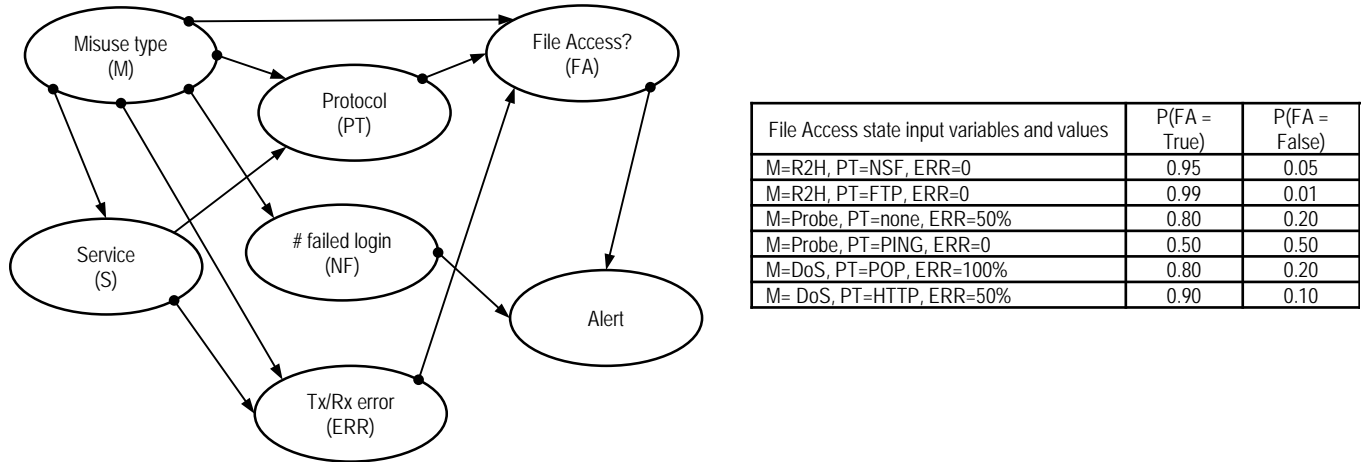 Misuse type
(M)
File Access?
(FA)
Protocol
(PT)
Service
(S)
# failed login
(NF)
Alert
Tx/Rx error
(ERR)
File Access state input variables and values P(FA = True) P(FA = False)
M=R2H, PT=NSF, ERR=0 0.95 0.05
M=R2H, PT=FTP, ERR=0 0.99 0.01
M=Probe, PT=none, ERR=50% 0.80 0.20
M=Probe, PT=PING, ERR=0 0.50 0.50
M=DoS, PT=POP, ERR=100% 0.80 0.20
M= DoS, PT=HTTP, ERR=50% 0.90 0.10